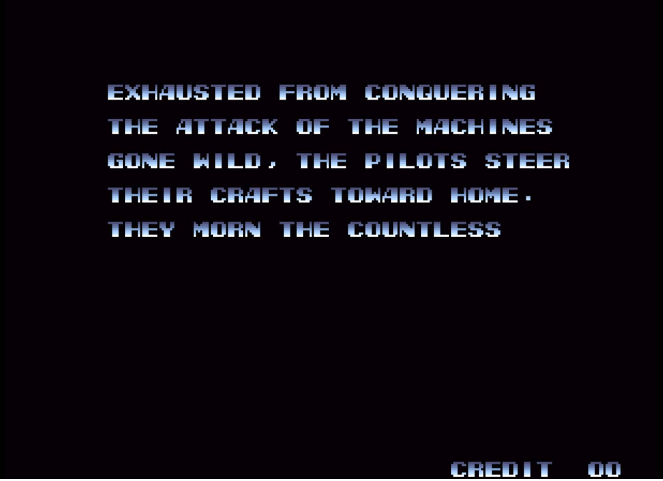 EXHAUSTED FROM CONQUERING
THE ATTACK OF THE MACHINES
GONE WILD, THE PILOTS STEER
THEIR CRAFTS TOWARD HOME.
THEY MORN THE COUNTLESS
CREDIT 00